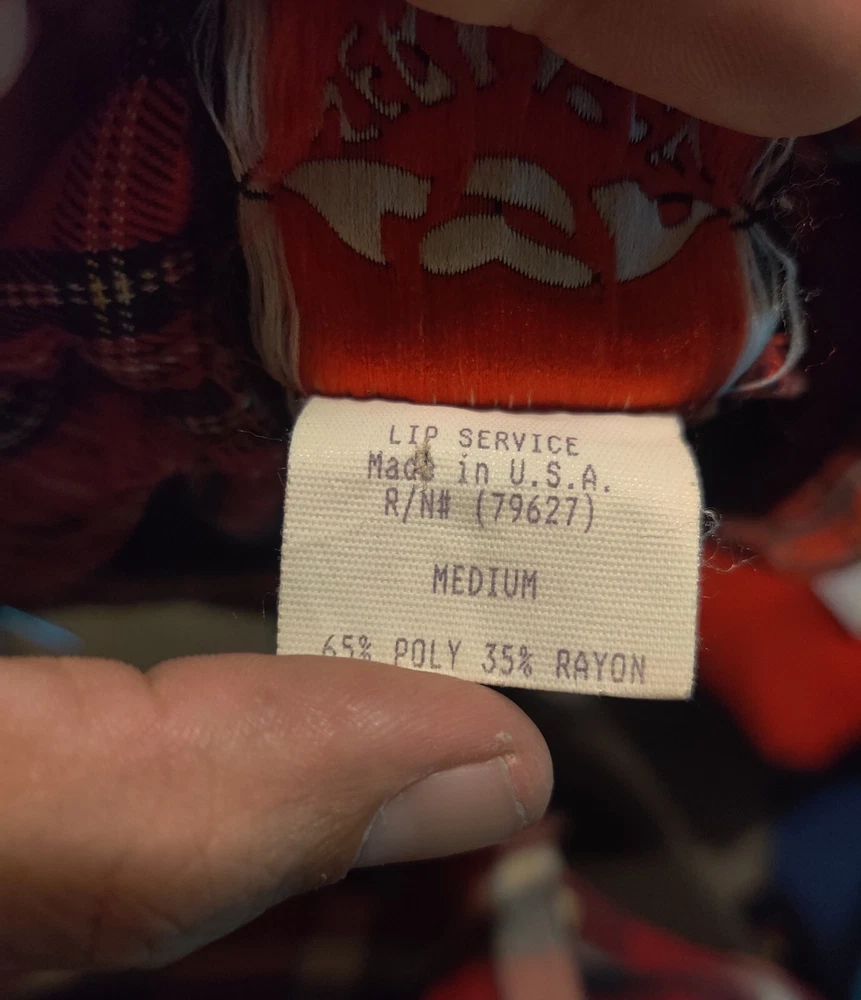 LIP SERVICE
Made in U.S.A.
R/N# (79627)
MEDIUM
65% POLY 35% RAYON